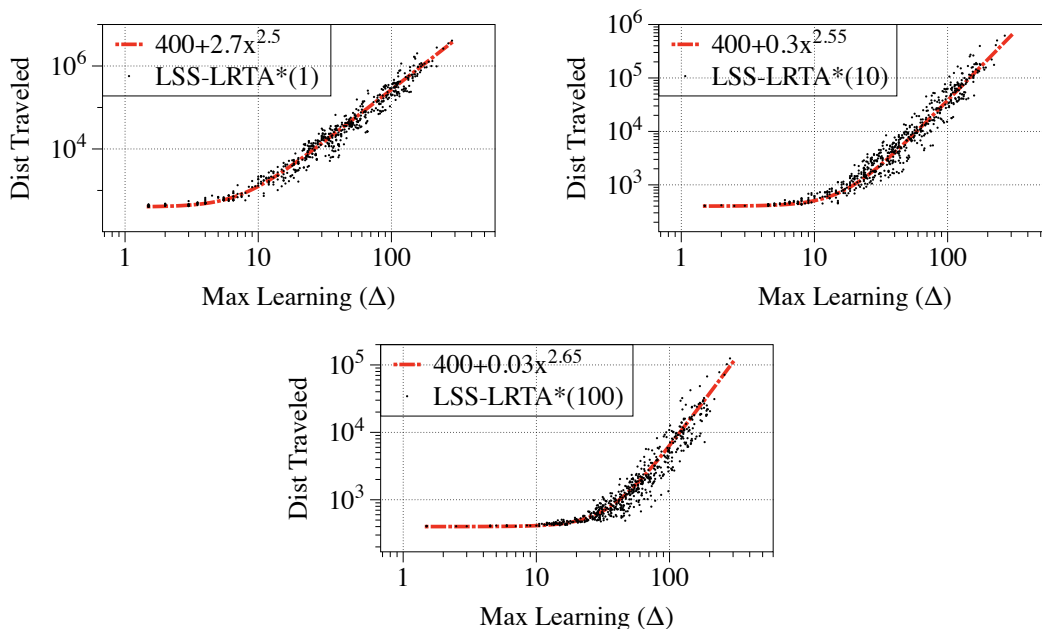 400+2.7x^2.5
LSS-LRTA*(1)
10^6
10^4
Dist Traveled
1 10 100
Max Learning (Δ)
10^6
400+0.3x^2.55
LSS-LRTA*(10)
10^5
10^4
10^3
Dist Traveled
1 10 100
Max Learning (Δ)
10^5
400+0.03x^2.65
LSS-LRTA*(100)
10^4
10^3
Dist Traveled
1 10 100
Max Learning (Δ)